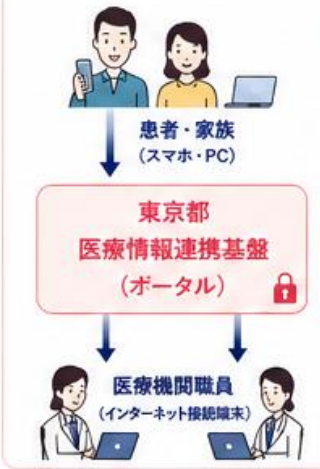 患者・家族
（スマホ・PC）
東京都
医療情報連携基盤
（ポータル）
医療機関職員
（インターネット接続端末）